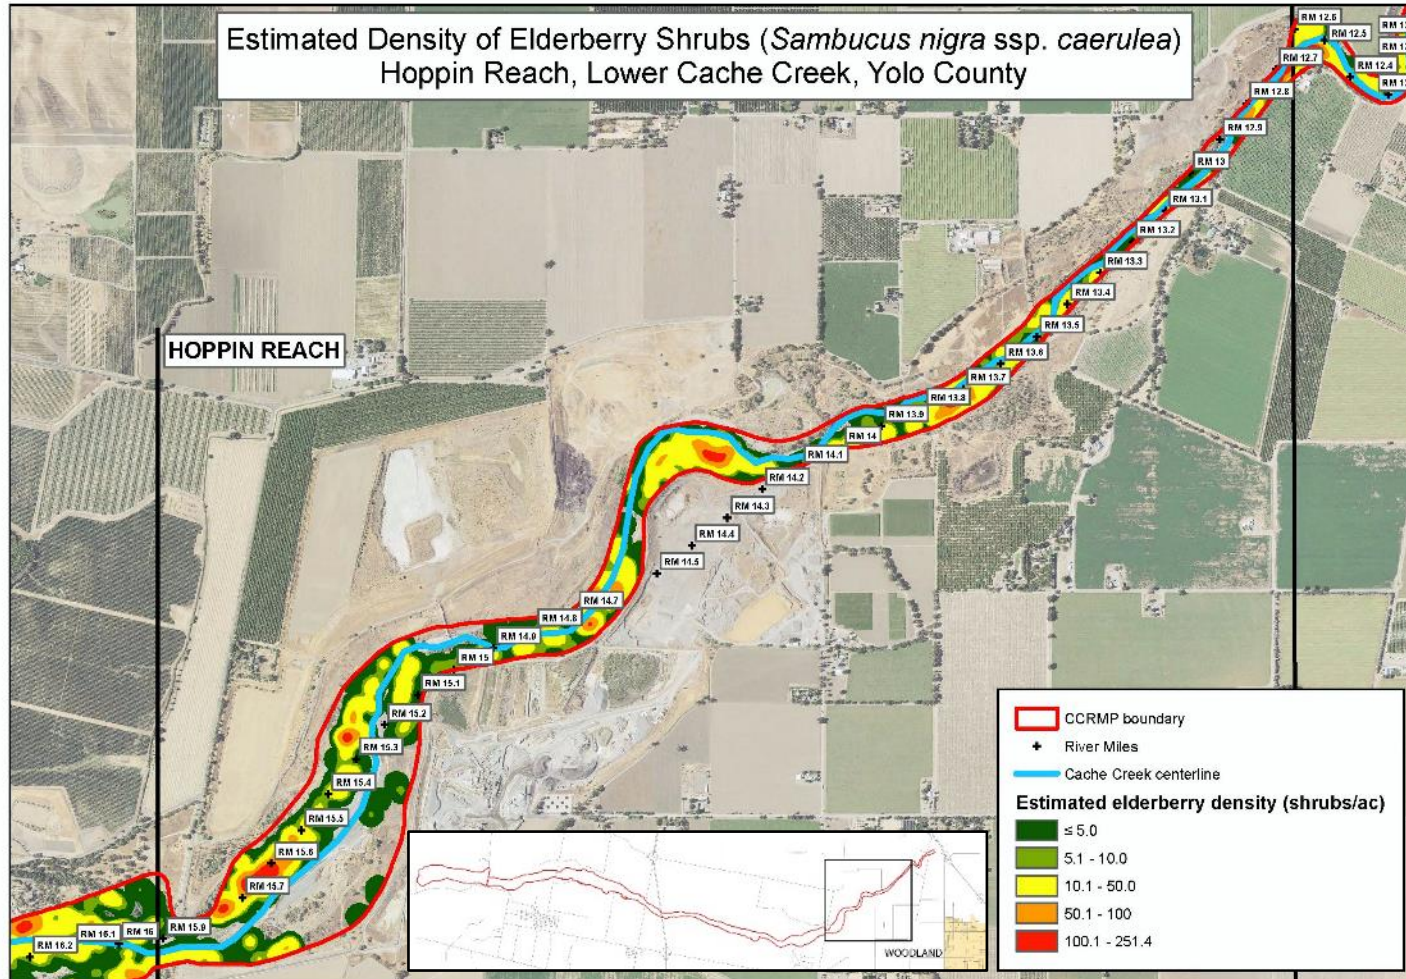 Estimated Density of Elderberry Shrubs (Sambucus nigra ssp. caerulea)
Hoppin Reach, Lower Cache Creek, Yolo County
RM 12.6
RM 12.5
RM 12.4
RM 12.7
RM 12.8
RM 12.9
RM 13
RM 13.1
RM 13.2
RM 13.3
RM 13.4
RM 13.5
RM 13.6
RM 13.7
RM 13.8
RM 13.9
RM 14
RM 14.1
RM 14.2
RM 14.3
RM 14.4
RM 14.5
HOPPIN REACH
RM 14.7
RM 14.8
RM 14.9
RM 15
RM 15.1
RM 15.2
RM 15.3
RM 15.4
RM 15.5
RM 15.6
RM 15.7
RM 15.9
RM 16
RM 16.1
RM 16.2
CCRMP boundary
River Miles
Cache Creek centerline
Estimated elderberry density (shrubs/ac)
≤ 5.0
5.1 - 10.0
10.1 - 50.0
50.1 - 100
100.1 - 251.4
WOODLAND